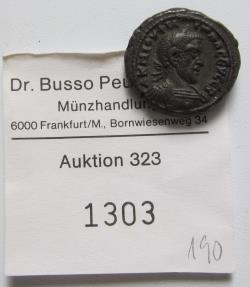 Dr. Busso Peu
Münzhandlun
6000 Frankfurt/M., Bornwiesenweg 34
Auktion 323
1303
190